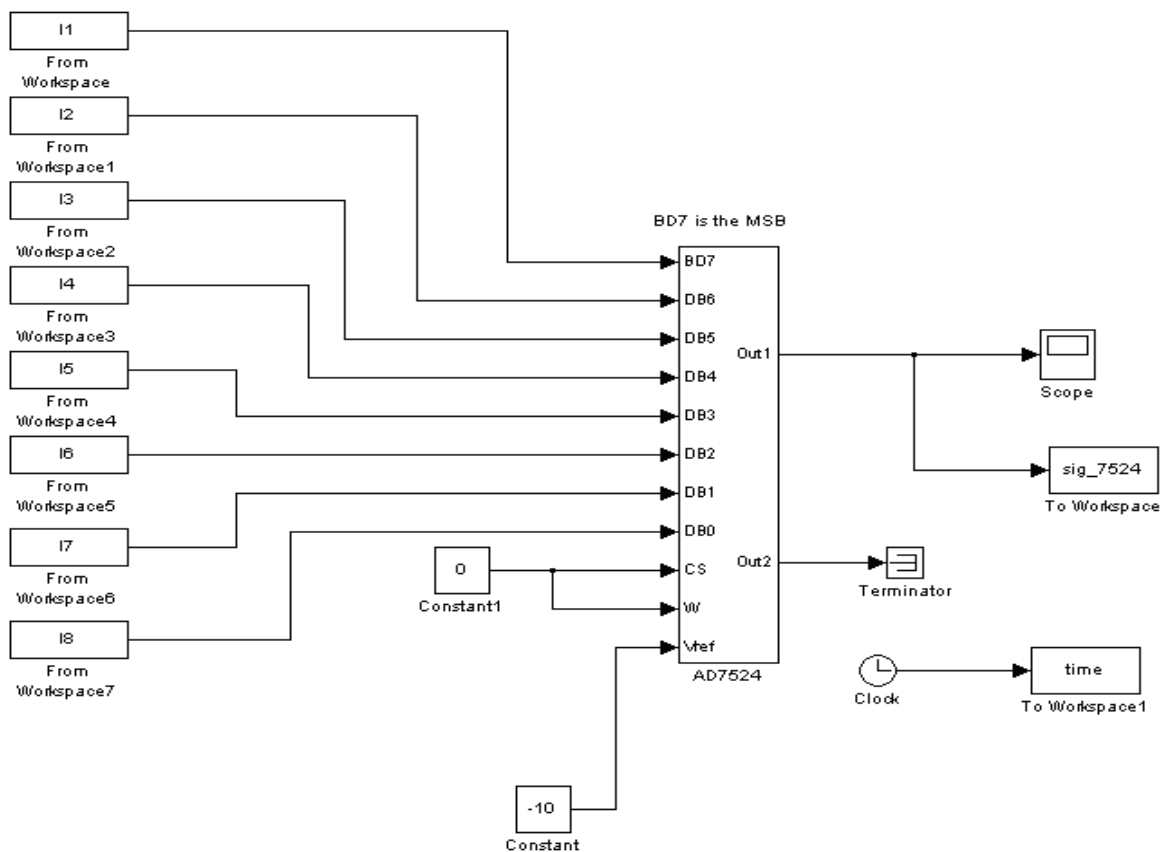 I1
From
Workspace
I2
From
Workspace1
I3
From
Workspace2
I4
From
Workspace3
I5
From
Workspace4
I6
From
Workspace5
I7
From
Workspace6
I8
From
Workspace7
0
Constant1
-10
Constant
BD7 is the MSB
BD7
DB6
DB5
DB4
DB3
DB2
DB1
DB0
CS
W
Vref
Out1
Out2
AD7524
Scope
sig_7524
To Workspace
Terminator
Clock
time
To Workspace1